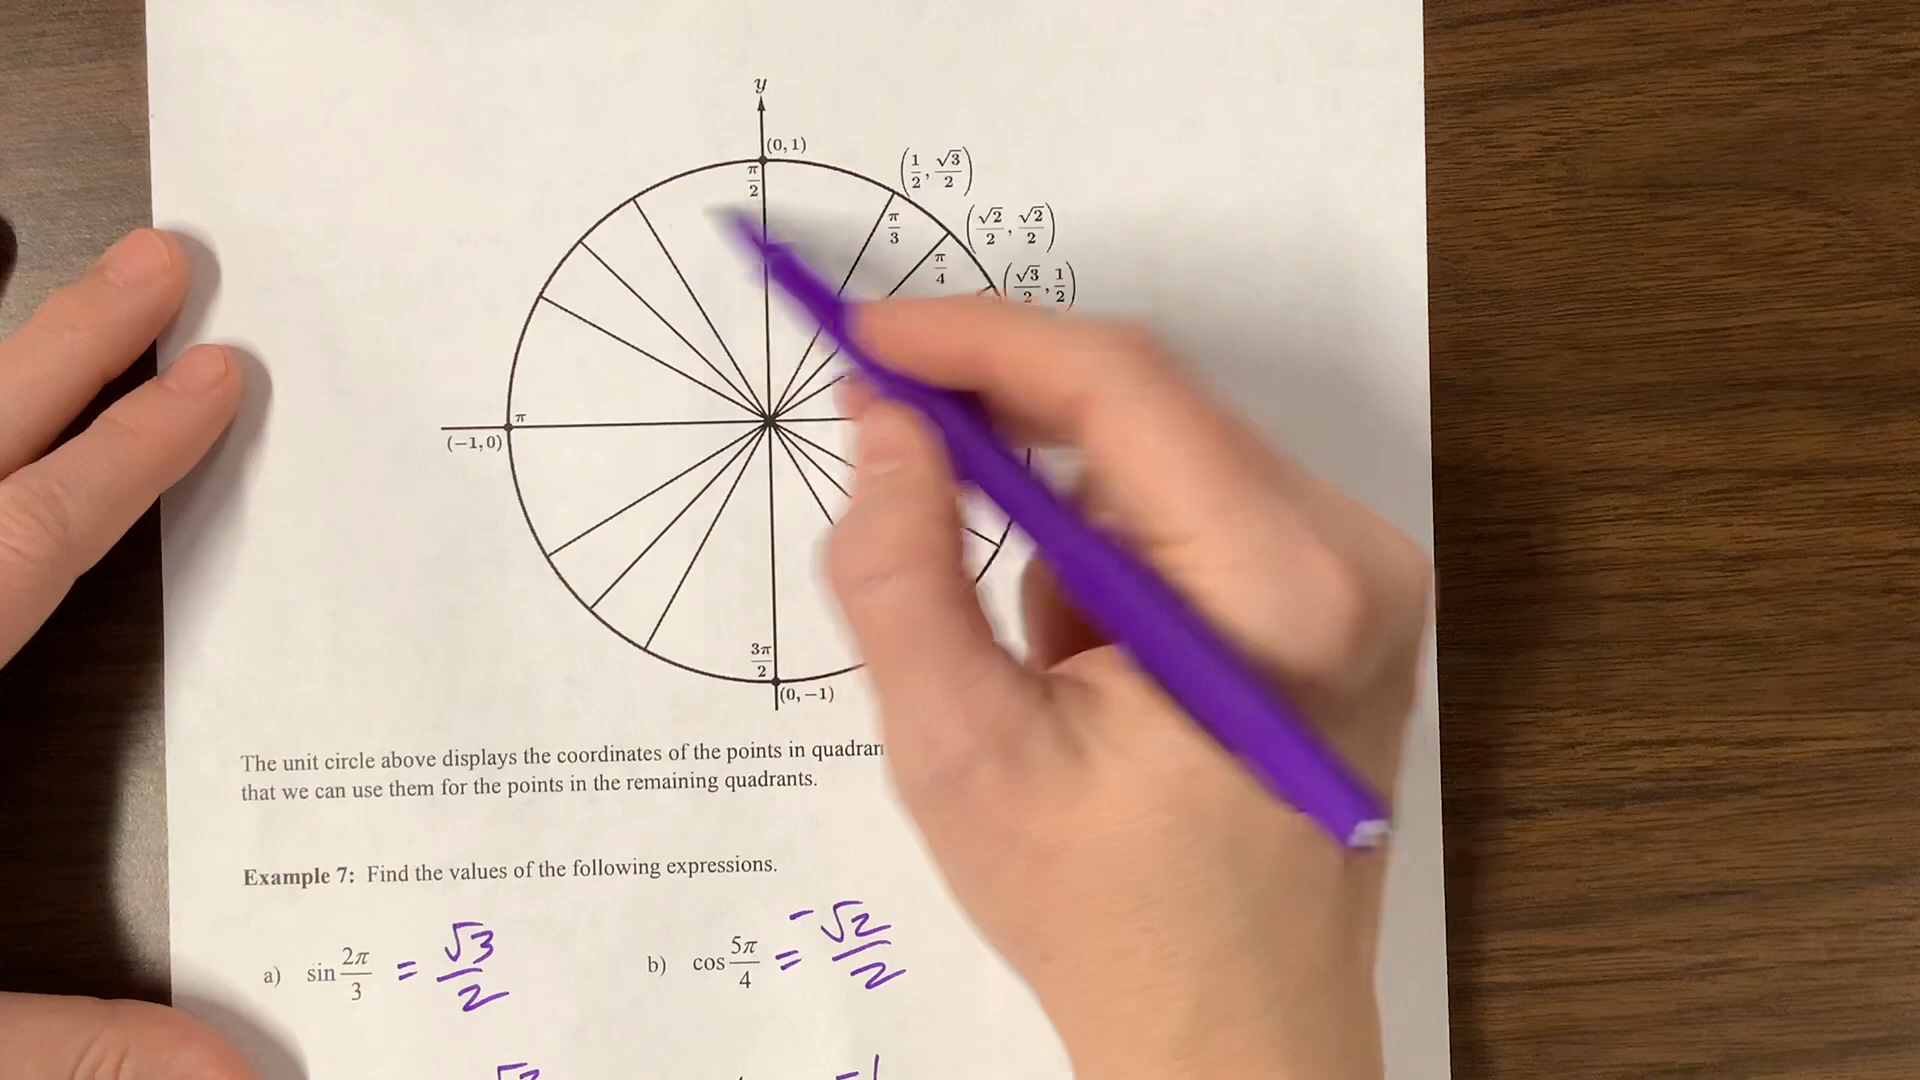 y
(0, 1)
π/2
(1/2, √3/2)
π/3
(√2/2, √2/2)
π/4
(√3/2, 1/2)
π
(−1, 0)
3π/2
(0, −1)
The unit circle above displays the coordinates of the points in
that we can use them for the points in the remaining quadrants.
Example 7: Find the values of the following expressions.
a) sin 2π/3 = √3/2
b) cos 5π/4 = -√2/2